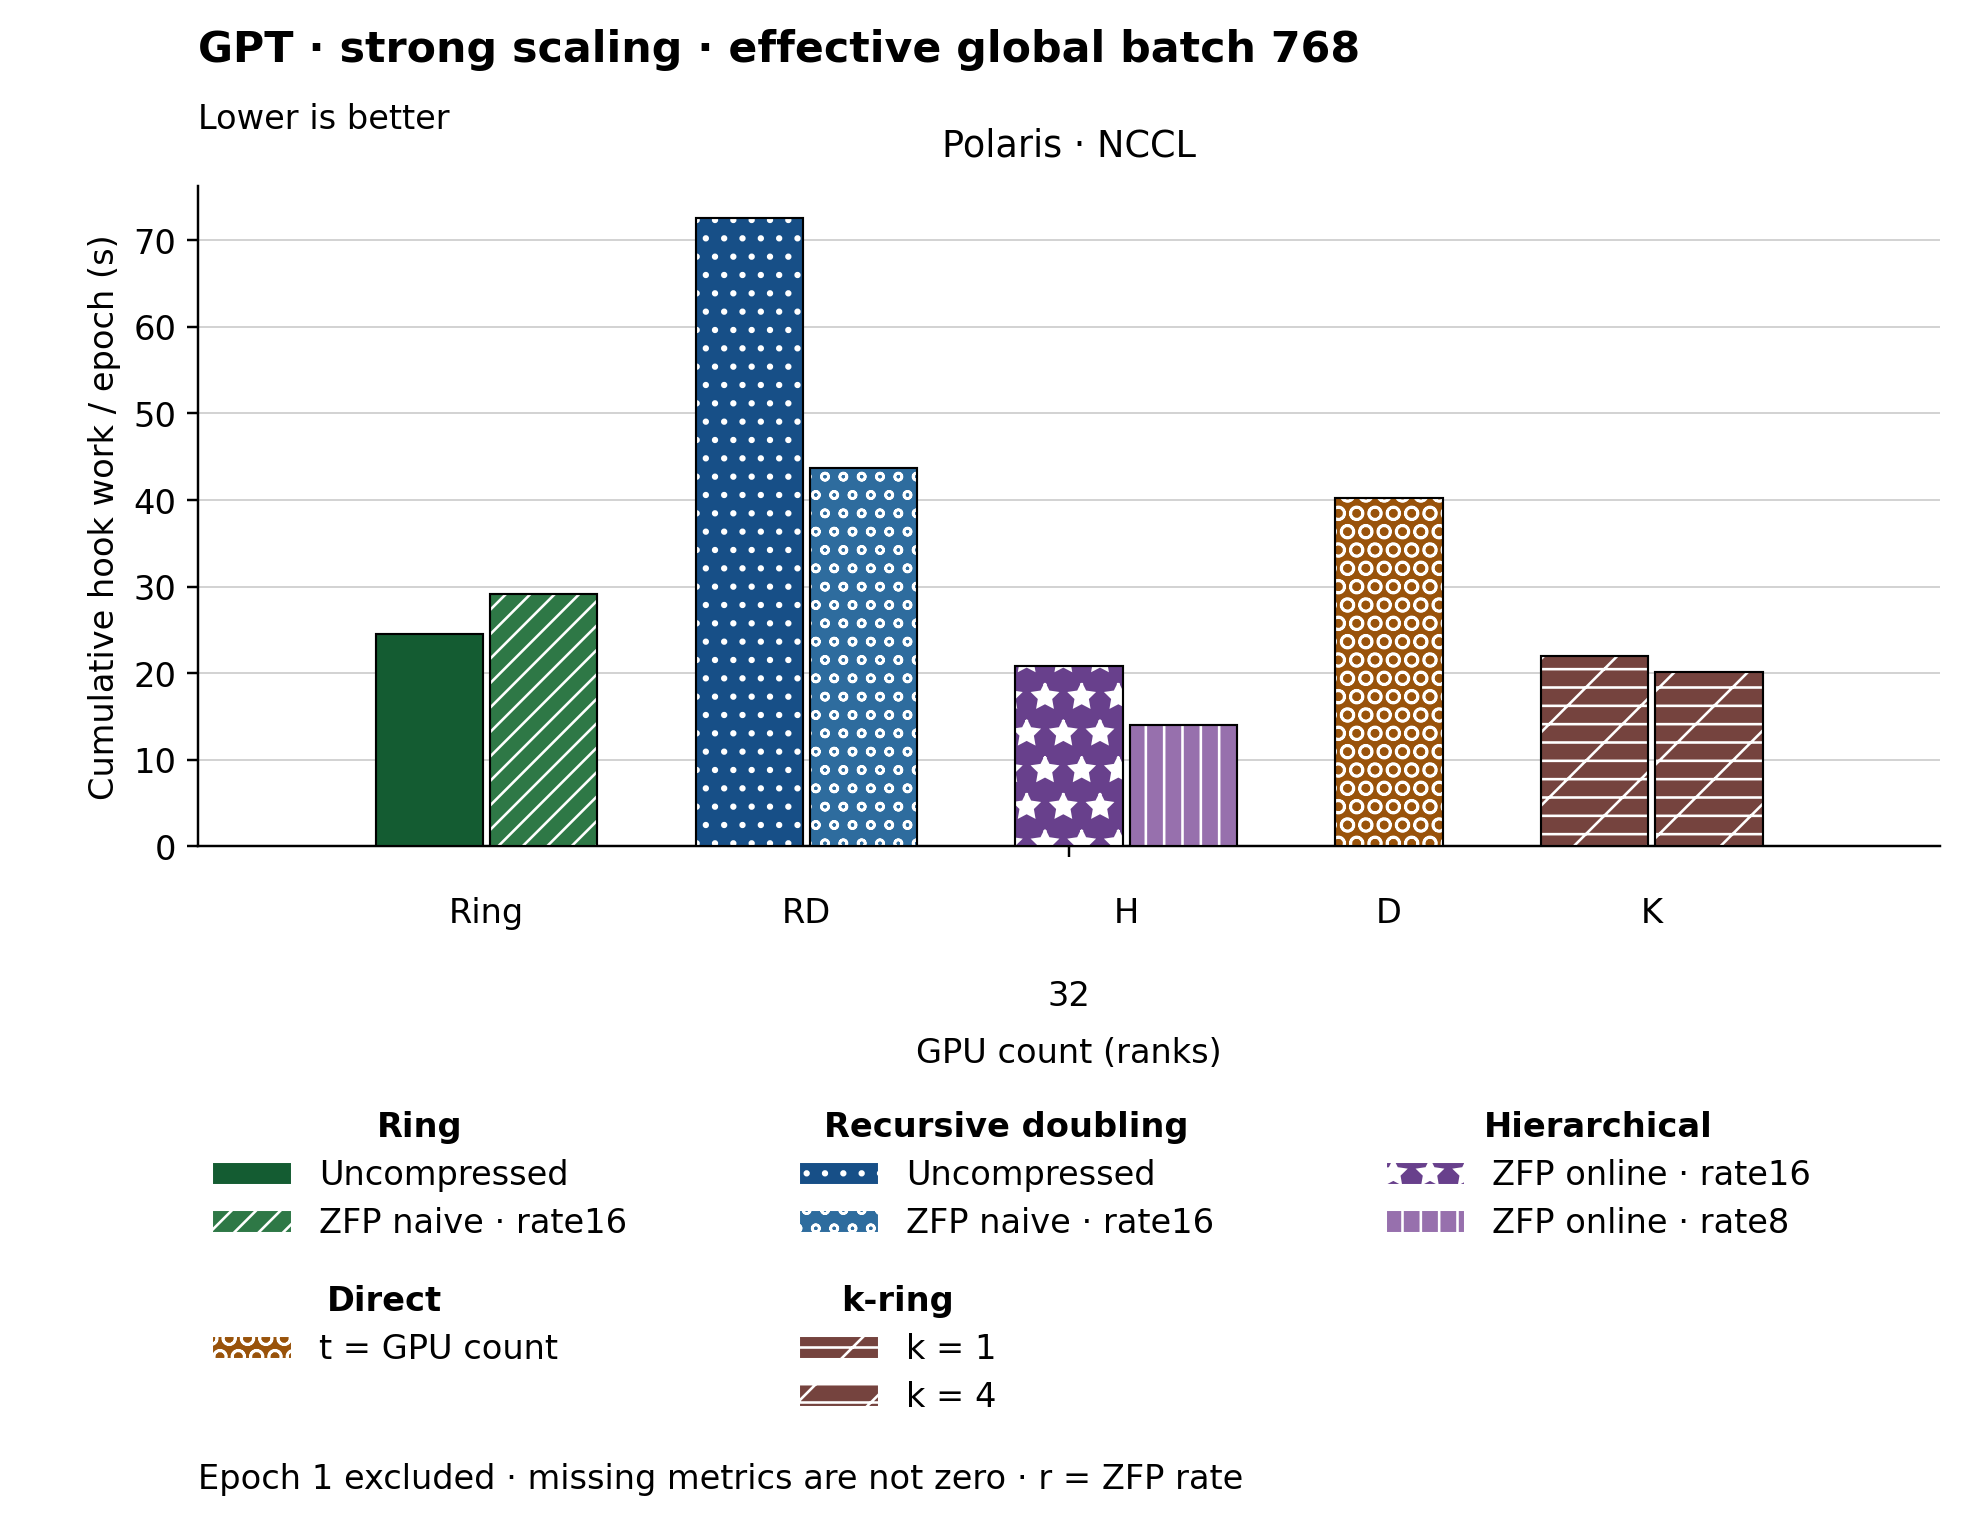 GPT · strong scaling · effective global batch 768
Lower is better
Polaris · NCCL
Cumulative hook work / epoch (s)
70
60
50
40
30
20
10
0
Ring RD H D K
32
GPU count (ranks)
Ring
Uncompressed
ZFP naive · rate16
Recursive doubling
Uncompressed
ZFP naive · rate16
Hierarchical
ZFP online · rate16
ZFP online · rate8
Direct
t = GPU count
k-ring
k = 1
k = 4
Epoch 1 excluded · missing metrics are not zero · r = ZFP rate